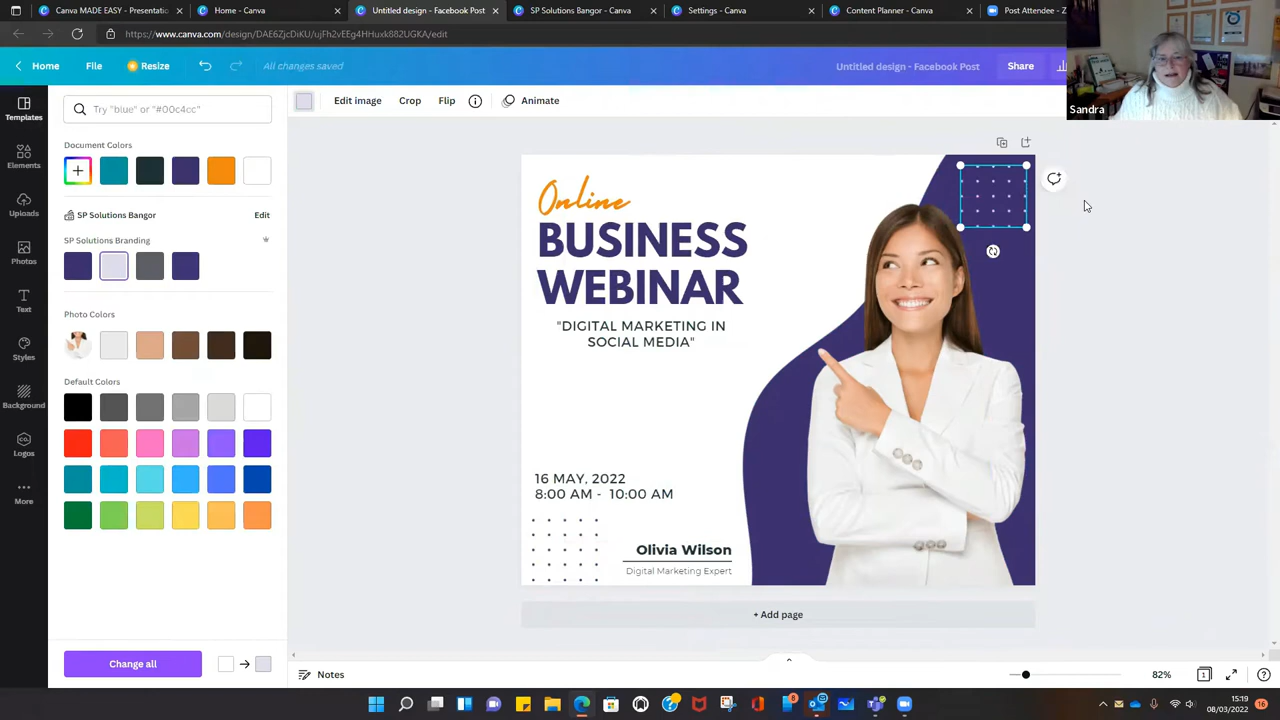 Canva MADE EASY - Presentatio
Home - Canva
Untitled design - Facebook Post
SP Solutions Bangor - Canva
Settings - Canva
Content Planner - Canva
Post Attendee - Z
https://www.canva.com/design/DAE6ZjcDiKU/ujFh2vEEg4HHuxk882UGKA/edit
Home
File
Resize
All changes saved
Untitled design - Facebook Post
Share
Sandra
Templates
Elements
Uploads
Photos
Text
Styles
Background
Logos
More
Try "blue" or "#00c4cc"
Document Colors
SP Solutions Bangor
Edit
SP Solutions Branding
Photo Colors
Default Colors
Change all
Edit image
Crop
Flip
Animate
Online
BUSINESS
WEBINAR
"DIGITAL MARKETING IN
SOCIAL MEDIA"
16 MAY, 2022
8:00 AM - 10:00 AM
Olivia Wilson
Digital Marketing Expert
+ Add page
Notes
82%
1
15:19
08/03/2022
16